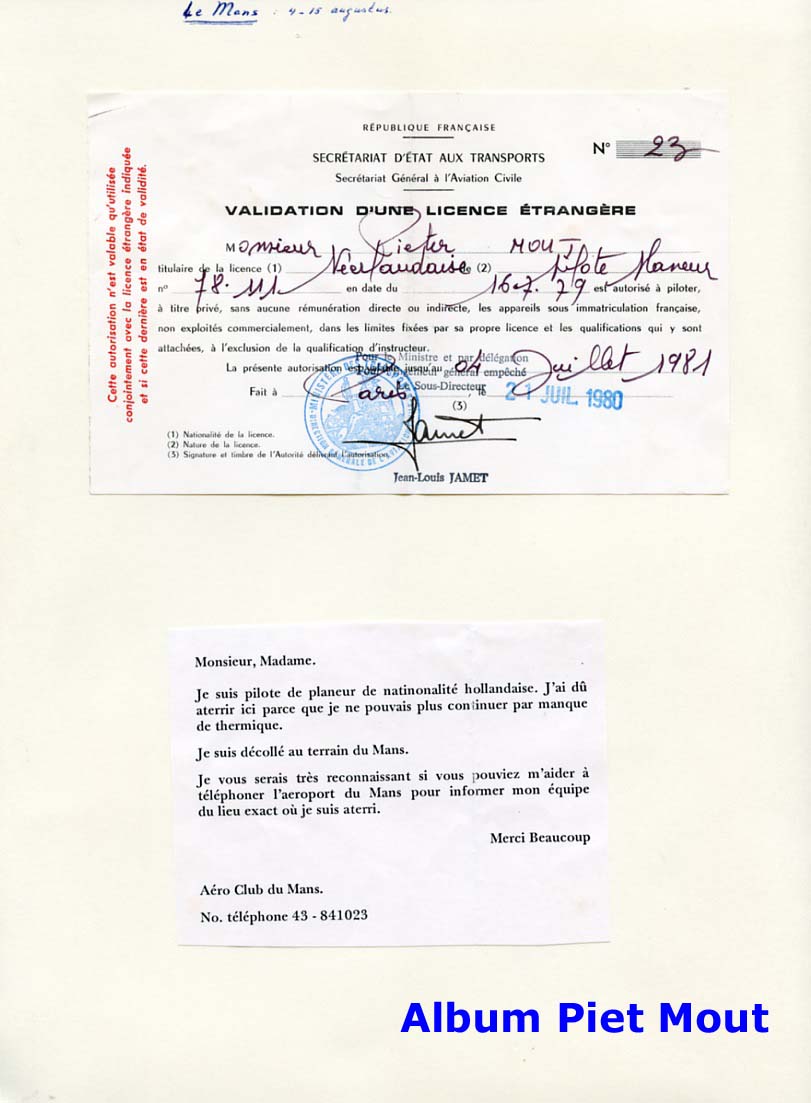 Le Mans : 4-15 augustus.
RÉPUBLIQUE FRANÇAISE
SECRÉTARIAT D'ÉTAT AUX TRANSPORTS
Nº 23
Secrétariat Général à l'Aviation Civile
VALIDATION D'UNE LICENCE ÉTRANGÈRE
Monsieur Pieter MOUT
titulaire de la licence (1) Néerlandaise de (2) pilote Planeur
nº 78.111 en date du 16.7.79 est autorisé à piloter,
à titre privé, sans aucune rémunération directe ou indirecte, les appareils sous immatriculation française,
non exploités commercialement, dans les limites fixées par sa propre licence et les qualifications qui y sont
attachées, à l'exclusion de la qualification d'instructeur.
Pour le Ministre et par délégation
La présente autorisation est valable jusqu'au 04 Juillet 1981
Pour l'Ingénieur général empêché
Le Sous-Directeur
Fait à Paris, le 21 JUIL. 1980
(3)
Jamet
(1) Nationalité de la licence.
(2) Nature de la licence.
(3) Signature et timbre de l'Autorité délivrant l'autorisation.
Jean-Louis JAMET
Cette autorisation n'est valable qu'utilisée
conjointement avec la licence étrangère indiquée
et si cette dernière est en état de validité.
Monsieur, Madame.
Je suis pilote de planeur de natinonalité hollandaise. J'ai dû
aterrir ici parce que je ne pouvais plus continuer par manque
de thermique.
Je suis décollé au terrain du Mans.
Je vous serais très reconnaissant si vous pouviez m'aider à
téléphoner l'aeroport du Mans pour informer mon équipe
du lieu exact où je suis aterri.
Merci Beaucoup
Aéro Club du Mans.
No. téléphone 43 - 841023
Album Piet Mout